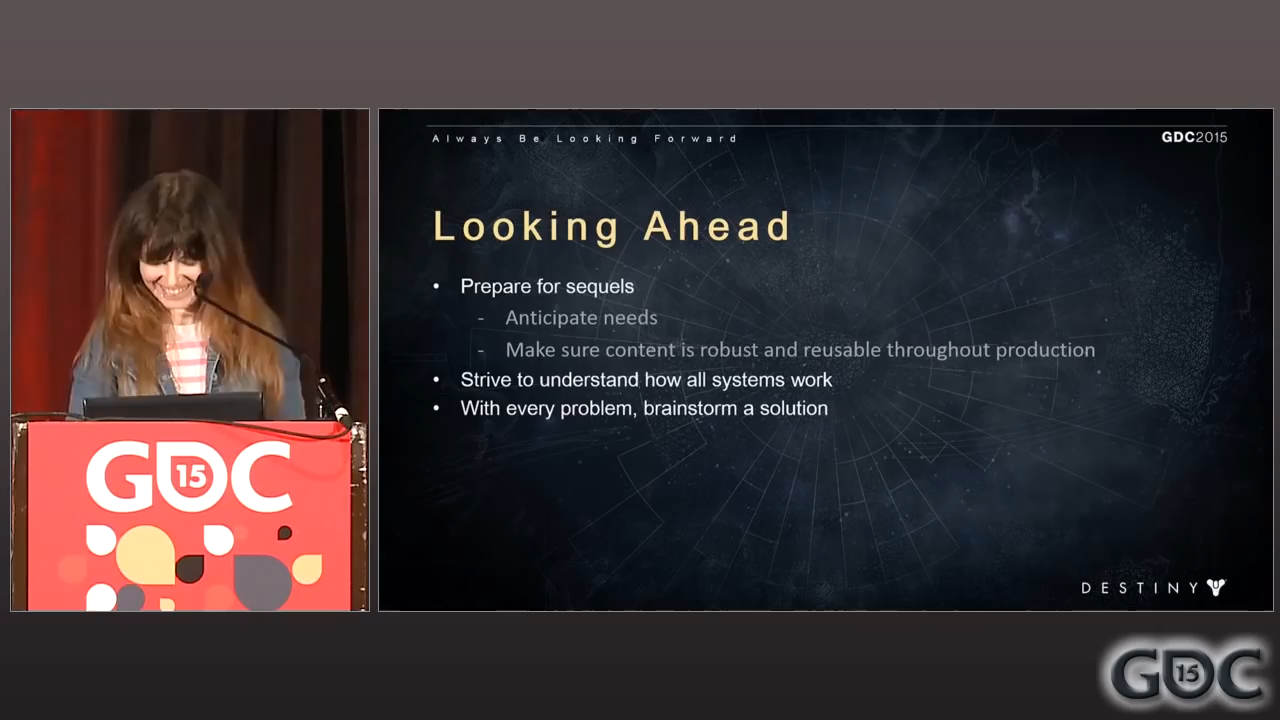 Always Be Looking Forward
GDC2015
Looking Ahead
• Prepare for sequels
- Anticipate needs
- Make sure content is robust and reusable throughout production
• Strive to understand how all systems work
• With every problem, brainstorm a solution
DESTINY
GDC
15
GDC
15